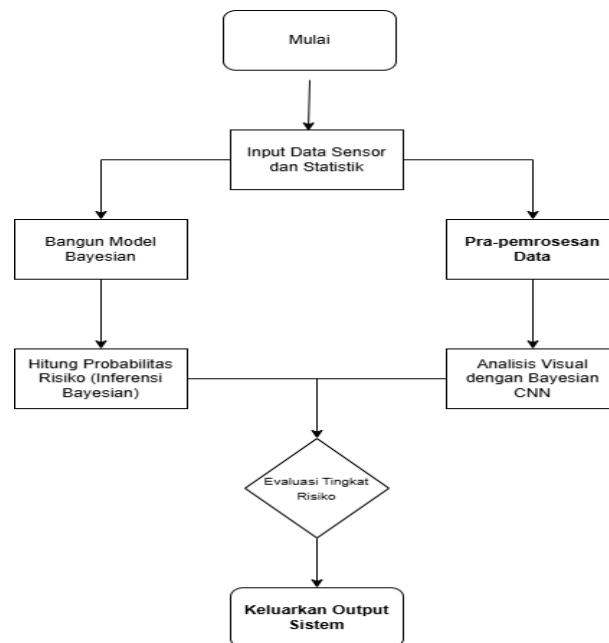 Mulai
Input Data Sensor
dan Statistik
Bangun Model
Bayesian
Pra-pemrosesan
Data
Hitung Probabilitas
Risiko (Inferensi
Bayesian)
Analisis Visual
dengan Bayesian
CNN
Evaluasi Tingkat
Risiko
Keluarkan Output
Sistem